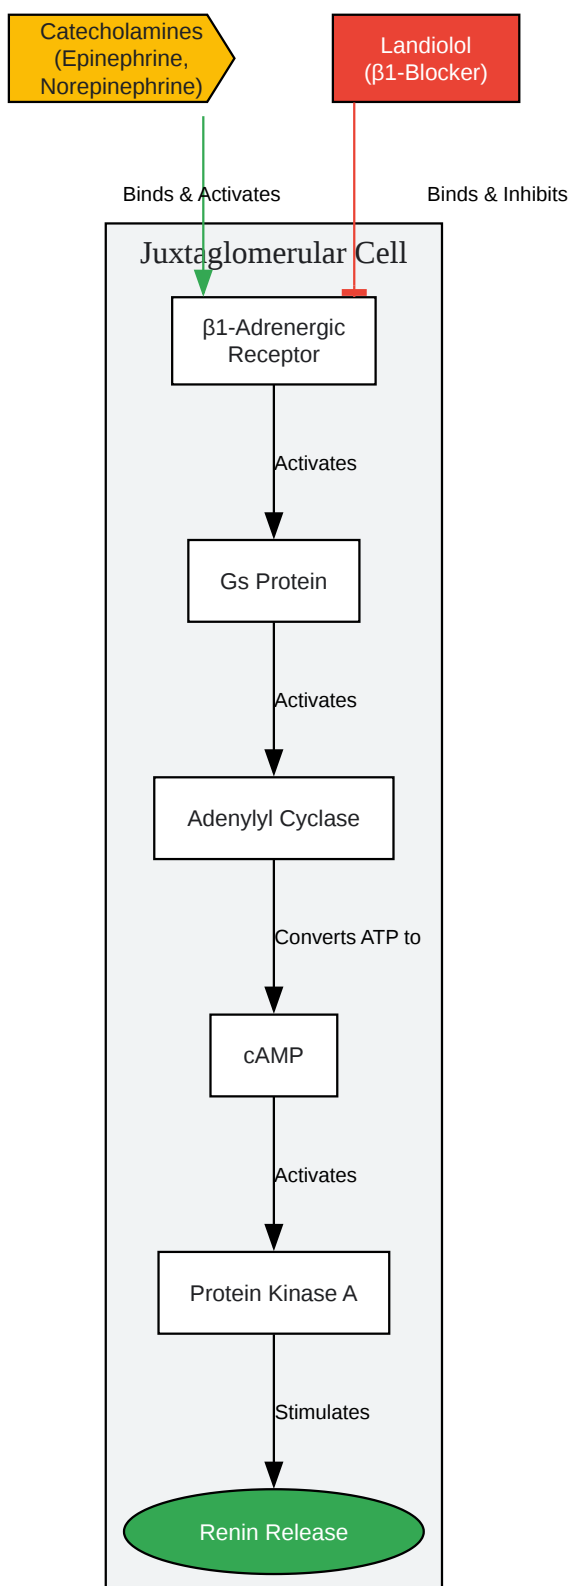 Catecholamines
(Epinephrine,
Norepinephrine)
Landiolol
(β1-Blocker)
Binds & Activates
Binds & Inhibits
Juxtaglomerular Cell
β1-Adrenergic
Receptor
Activates
Gs Protein
Activates
Adenylyl Cyclase
Converts ATP to
cAMP
Activates
Protein Kinase A
Stimulates
Renin Release